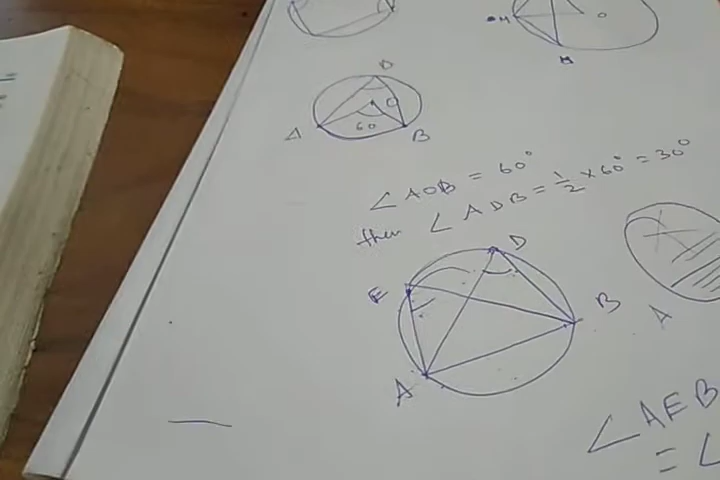 M
O
M
D
O
60
A
B
∠AOB = 60°
then ∠ADB = 1/2 × 60° = 30°
D
E
B
A
A
∠AEB
= ∠